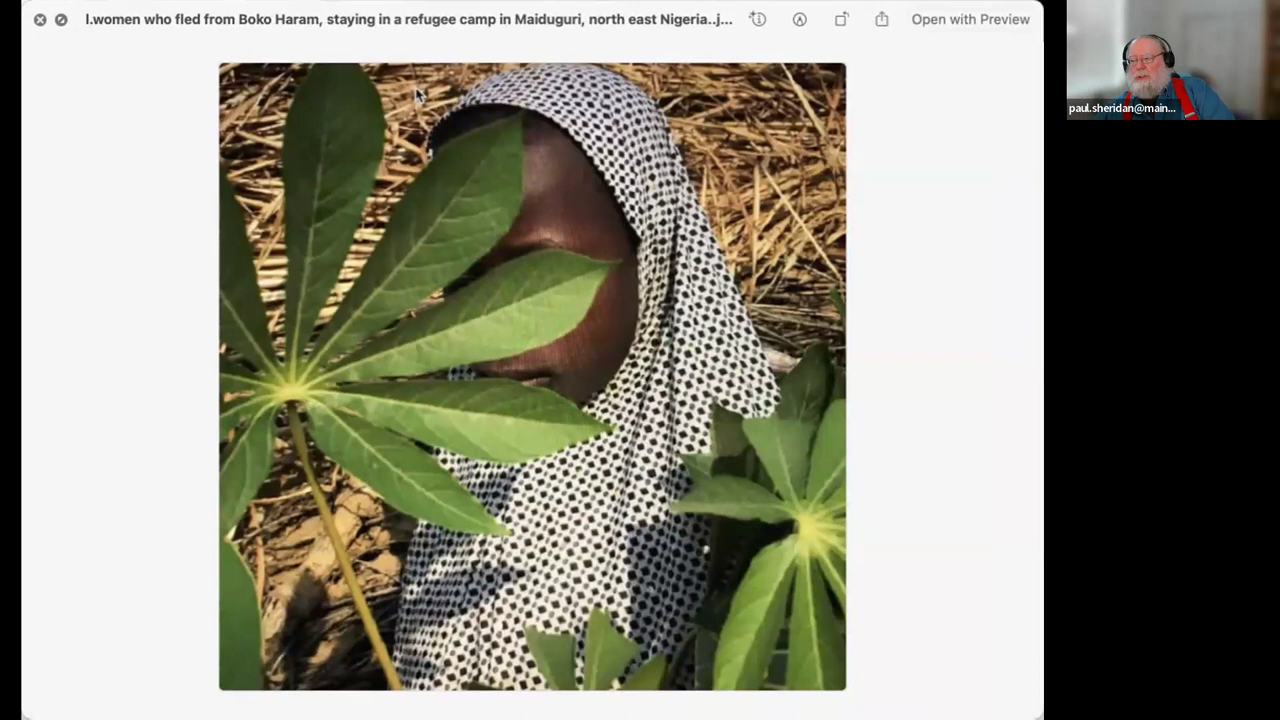 l.women who fled from Boko Haram, staying in a refugee camp in Maiduguri, north east Nigeria..j...
Open with Preview
paul.sheridan@main...